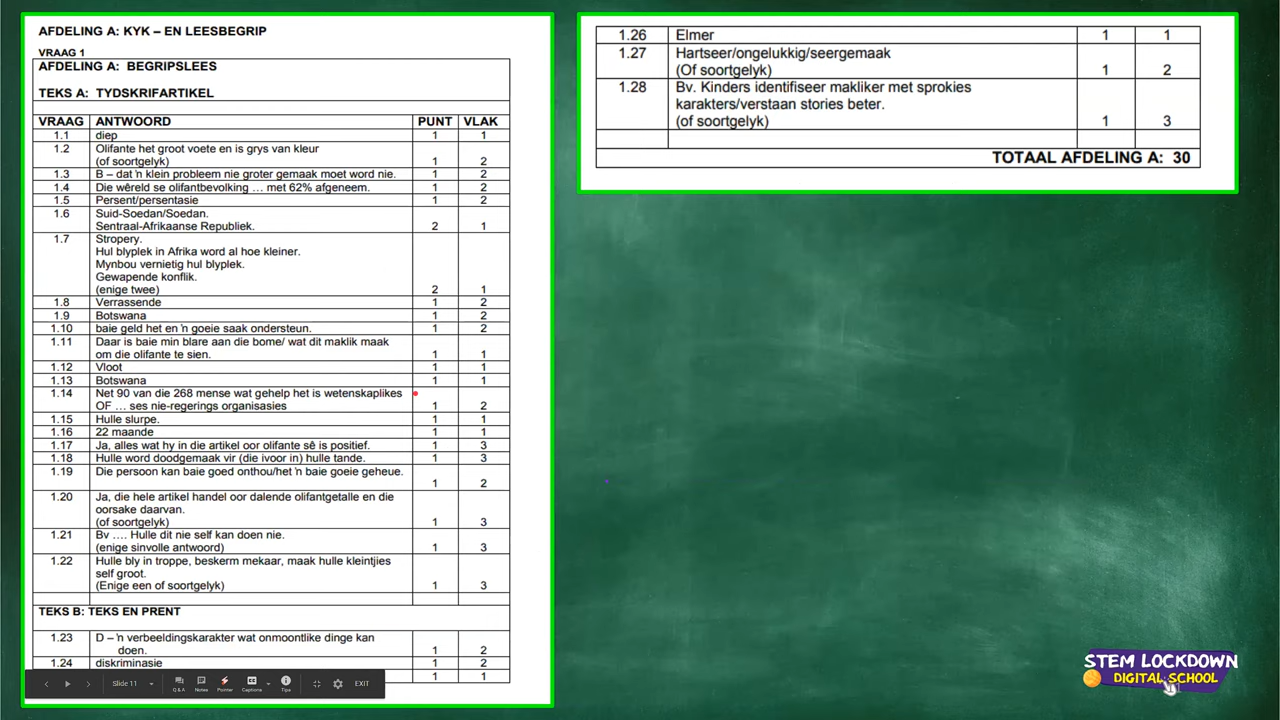 AFDELING A: KYK – EN LEESBEGRIP
VRAAG 1
AFDELING A: BEGRIPSLEES
TEKS A: TYDSKRIFARTIKEL
VRAAG ANTWOORD PUNT VLAK
1.1 diep 1 1
1.2 Olifante het groot voete en is grys van kleur
(of soortgelyk) 1 2
1.3 B – dat 'n klein probleem nie groter gemaak moet word nie. 1 2
1.4 Die wêreld se olifantbevolking … met 62% afgeneem. 1 2
1.5 Persent/persentasie 1 2
1.6 Suid-Soedan/Soedan.
Sentraal-Afrikaanse Republiek. 2 1
1.7 Stropery.
Hul blyplek in Afrika word al hoe kleiner.
Mynbou vernietig hul blyplek.
Gewapende konflik.
(enige twee) 2 1
1.8 Verrassende 1 2
1.9 Botswana 1 2
1.10 baie geld het en 'n goeie saak ondersteun. 1 2
1.11 Daar is baie min blare aan die bome/ wat dit maklik maak
om die olifante te sien. 1 1
1.12 Vloot 1 1
1.13 Botswana 1 1
1.14 Net 90 van die 268 mense wat gehelp het is wetenskaplikes
OF … ses nie-regerings organisasies 1 2
1.15 Hulle slurpe. 1 1
1.16 22 maande 1 1
1.17 Ja, alles wat hy in die artikel oor olifante sê is positief. 1 3
1.18 Hulle word doodgemaak vir (die ivoor in) hulle tande. 1 3
1.19 Die persoon kan baie goed onthou/het 'n baie goeie geheue.
1 2
1.20 Ja, die hele artikel handel oor dalende olifantgetalle en die
oorsake daarvan.
(of soortgelyk) 1 3
1.21 Bv …. Hulle dit nie self kan doen nie.
(enige sinvolle antwoord) 1 3
1.22 Hulle bly in troppe, beskerm mekaar, maak hulle kleintjies
self groot.
(Enige een of soortgelyk) 1 3
TEKS B: TEKS EN PRENT
1.23 D – 'n verbeeldingskarakter wat onmoontlike dinge kan
doen. 1 2
1.24 diskriminasie 1 2
1 1
Slide 11 Q & A Notes Pointer Captions Tips EXIT
1.26 Elmer 1 1
1.27 Hartseer/ongelukkig/seergemaak
(Of soortgelyk) 1 2
1.28 Bv. Kinders identifiseer makliker met sprokies
karakters/verstaan stories beter.
(of soortgelyk) 1 3
TOTAAL AFDELING A: 30
STEM LOCKDOWN
DIGITAL SCHOOL